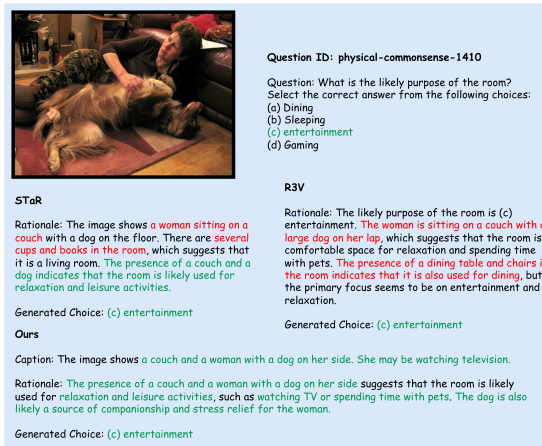 Question ID: physical-commonsense-1410
Question: What is the likely purpose of the room?
Select the correct answer from the following choices:
(a) Dining
(b) Sleeping
(c) entertainment
(d) Gaming
STaR
Rationale: The image shows a woman sitting on a
couch with a dog on the floor. There are several
cups and books in the room, which suggests that
it is a living room. The presence of a couch and a
dog indicates that the room is likely used for
relaxation and leisure activities.
Generated Choice: (c) entertainment
R3V
Rationale: The likely purpose of the room is (c)
entertainment. The woman is sitting on a couch with
large dog on her lap, which suggests that the room is
comfortable space for relaxation and spending time
with pets. The presence of a dining table and chairs
the room indicates that it is also used for dining, but
the primary focus seems to be on entertainment and
relaxation.
Generated Choice: (c) entertainment
Ours
Caption: The image shows a couch and a woman with a dog on her side. She may be watching television.
Rationale: The presence of a couch and a woman with a dog on her side suggests that the room is likely
used for relaxation and leisure activities, such as watching TV or spending time with pets. The dog is also
likely a source of companionship and stress relief for the woman.
Generated Choice: (c) entertainment